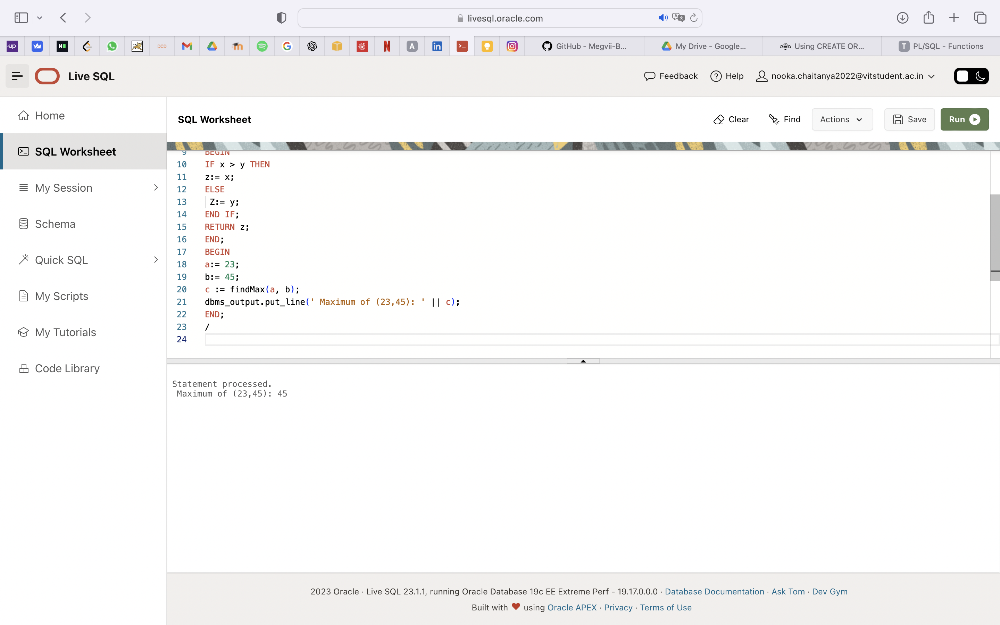 livesql.oracle.com
up
DCD
N
A
in
GitHub - Megvii-B...
My Drive - Google...
Using CREATE OR...
T PL/SQL - Functions
Live SQL
Feedback
Help
nooka.chaitanya2022@vitstudent.ac.in
Home
SQL Worksheet
My Session
Schema
Quick SQL
My Scripts
My Tutorials
Code Library
SQL Worksheet
Clear
Find
Actions
Save
Run
9 BEGIN
10 IF x > y THEN
11 z:= x;
12 ELSE
13 Z:= y;
14 END IF;
15 RETURN z;
16 END;
17 BEGIN
18 a:= 23;
19 b:= 45;
20 c := findMax(a, b);
21 dbms_output.put_line(' Maximum of (23,45): ' || c);
22 END;
23 /
24
Statement processed.
Maximum of (23,45): 45
2023 Oracle · Live SQL 23.1.1, running Oracle Database 19c EE Extreme Perf - 19.17.0.0.0 · Database Documentation · Ask Tom · Dev Gym
Built with ❤ using Oracle APEX · Privacy · Terms of Use